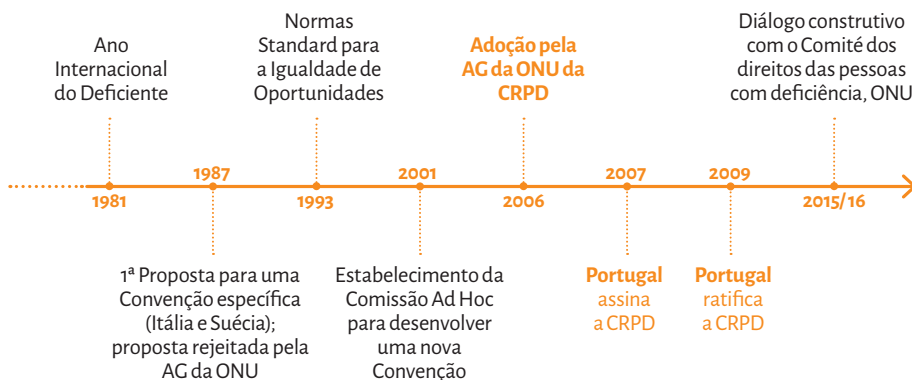 Ano
Internacional
do Deficiente
Normas
Standard para
a Igualdade de
Oportunidades
Adoção pela
AG da ONU da
CRPD
Diálogo construtivo
com o Comité dos
direitos das pessoas
com deficiência, ONU
1987
2001
2007
2009
1981
1993
2006
2015/16
1ª Proposta para uma
Convenção específica
(Itália e Suécia);
proposta rejeitada pela
AG da ONU
Estabelecimento da
Comissão Ad Hoc
para desenvolver
uma nova
Convenção
Portugal
assina
a CRPD
Portugal
ratifica
a CRPD